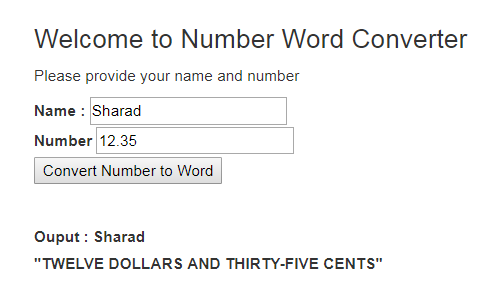 Welcome to Number Word Converter
Please provide your name and number
Name : Sharad
Number 12.35
Convert Number to Word
Ouput : Sharad
"TWELVE DOLLARS AND THIRTY-FIVE CENTS"